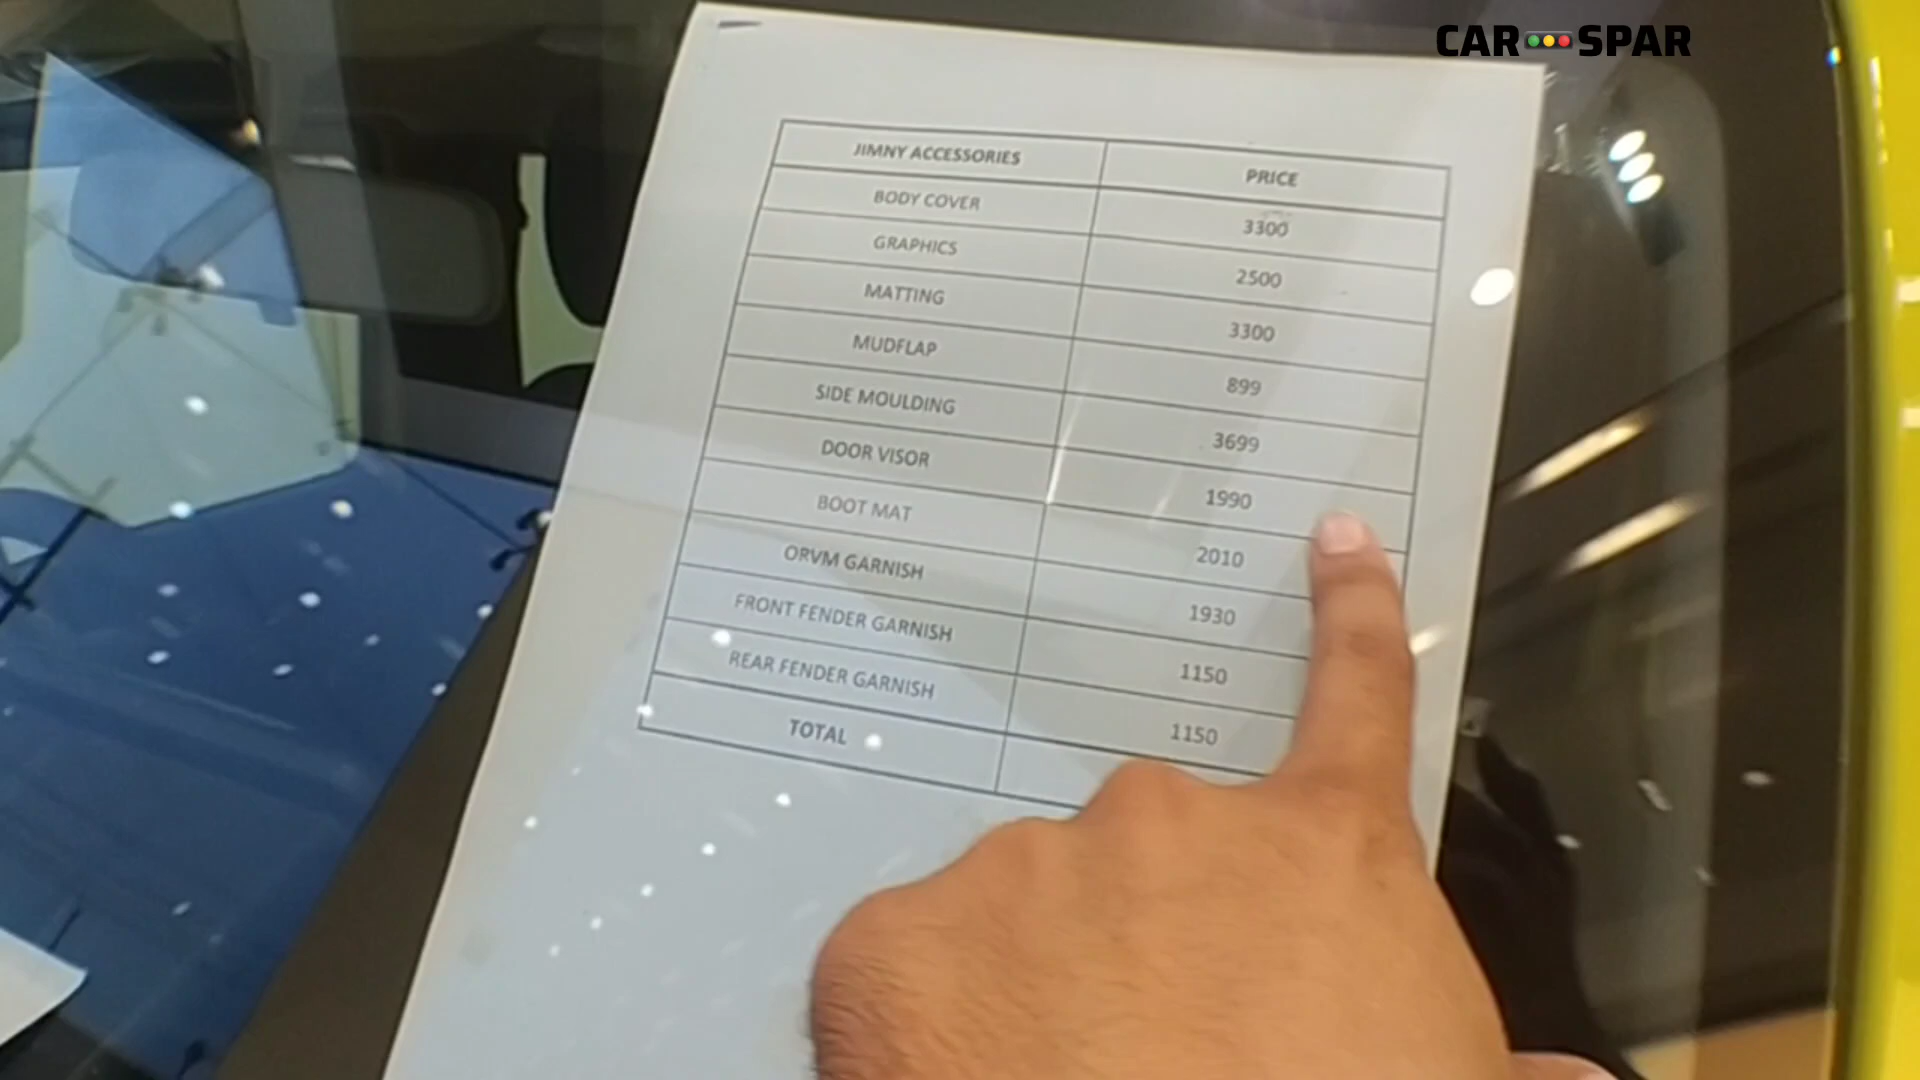 CAR SPAR
JIMNY ACCESSORIES PRICE
BODY COVER 3300
GRAPHICS 2500
MATTING 3300
MUDFLAP 899
SIDE MOULDING 3699
DOOR VISOR 1990
BOOT MAT 2010
ORVM GARNISH 1930
FRONT FENDER GARNISH 1150
REAR FENDER GARNISH 1150
TOTAL